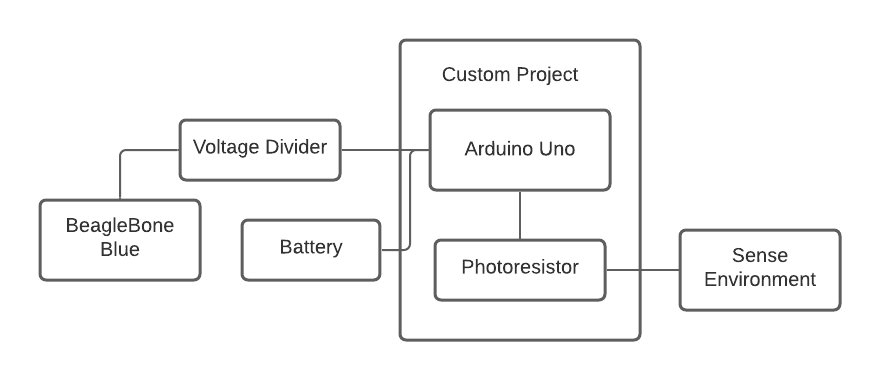 Custom Project
Voltage Divider
Arduino Uno
BeagleBone
Blue
Battery
Photoresistor
Sense
Environment